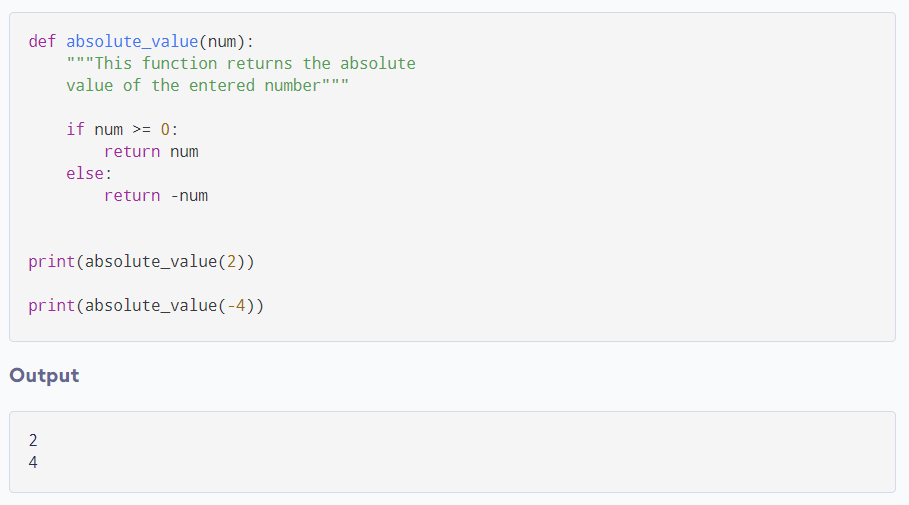 def absolute_value(num):
    """This function returns the absolute
    value of the entered number"""

    if num >= 0:
        return num
    else:
        return -num


print(absolute_value(2))

print(absolute_value(-4))
Output
2
4